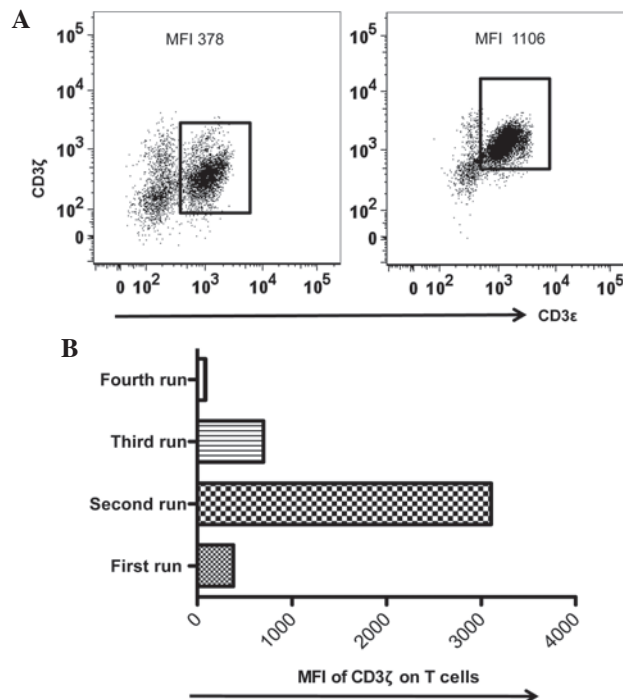 A
MFI 378
MFI 1106
CD3ζ
10⁵
10⁴
10³
10²
0
10⁵
10⁴
10³
10²
0
0 10² 10³ 10⁴ 10⁵
0 10² 10³ 10⁴ 10⁵
CD3ε
B
Fourth run
Third run
Second run
First run
0 1000 2000 3000 4000
MFI of CD3ζ on T cells